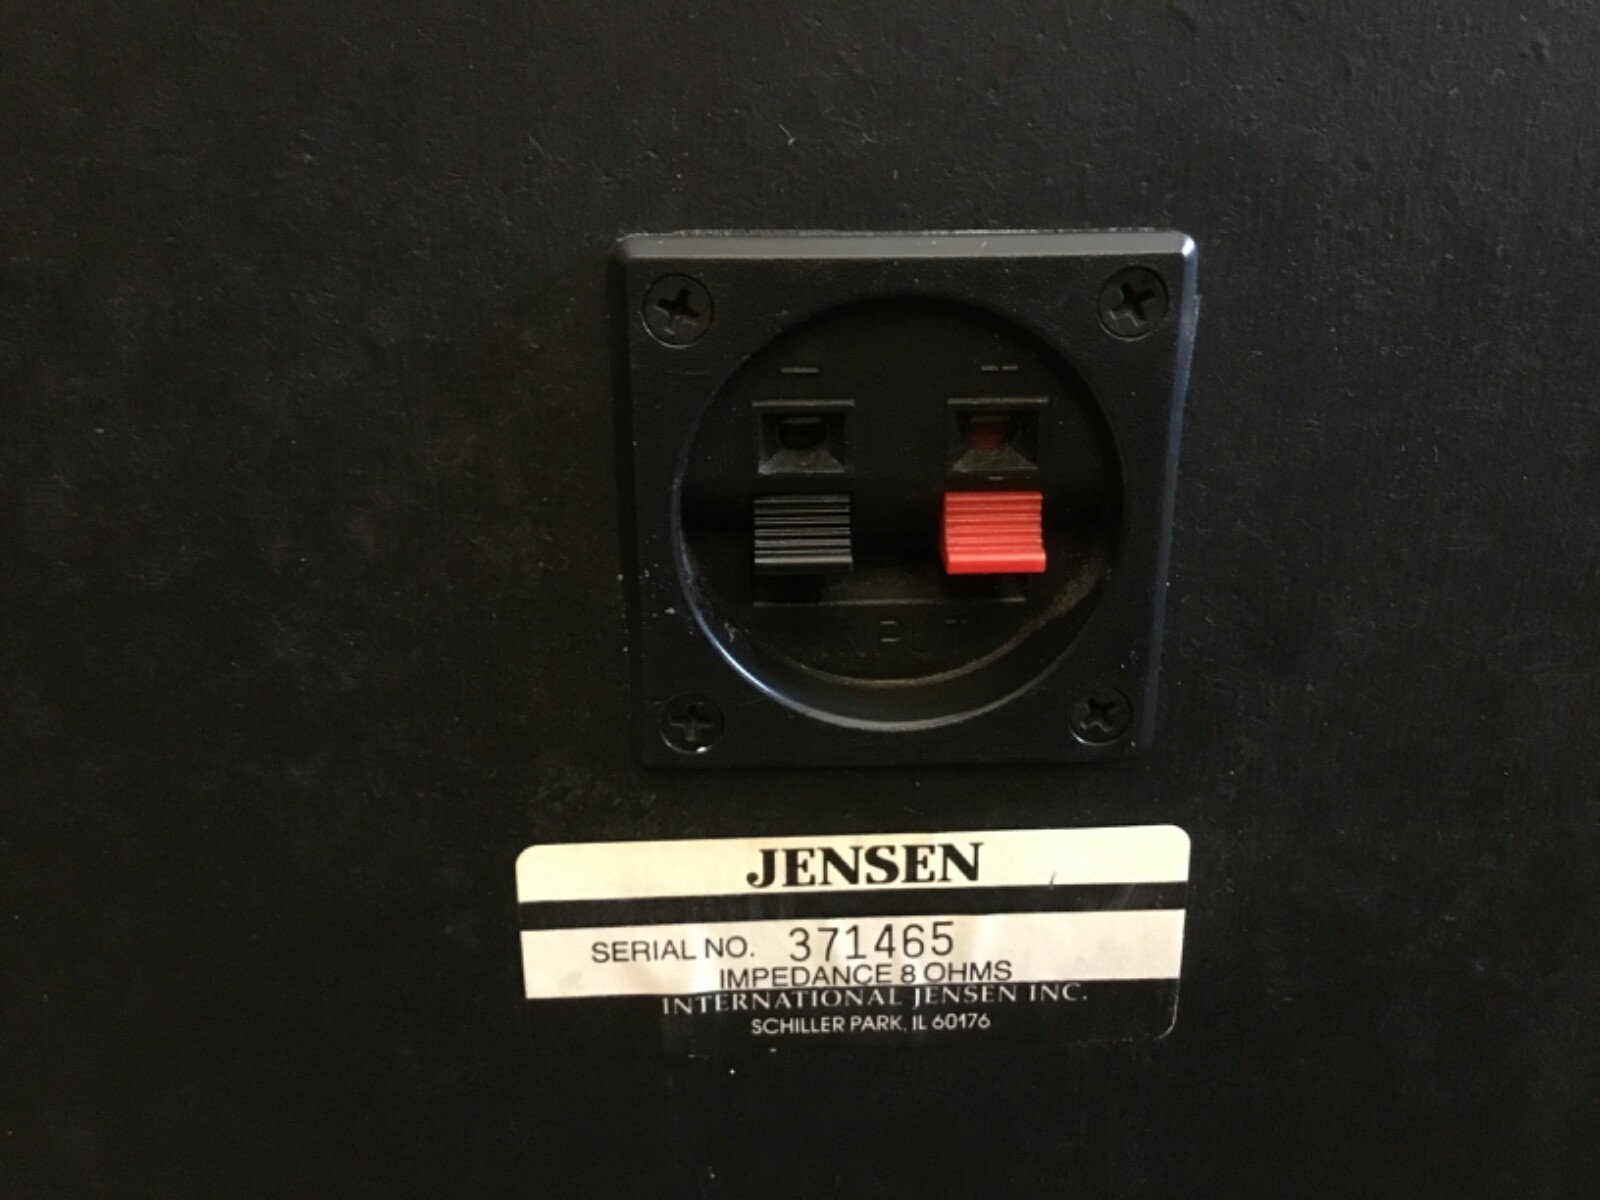 INPUT
JENSEN
SERIAL NO. 371465
IMPEDANCE 8 OHMS
INTERNATIONAL JENSEN INC.
SCHILLER PARK, IL 60176